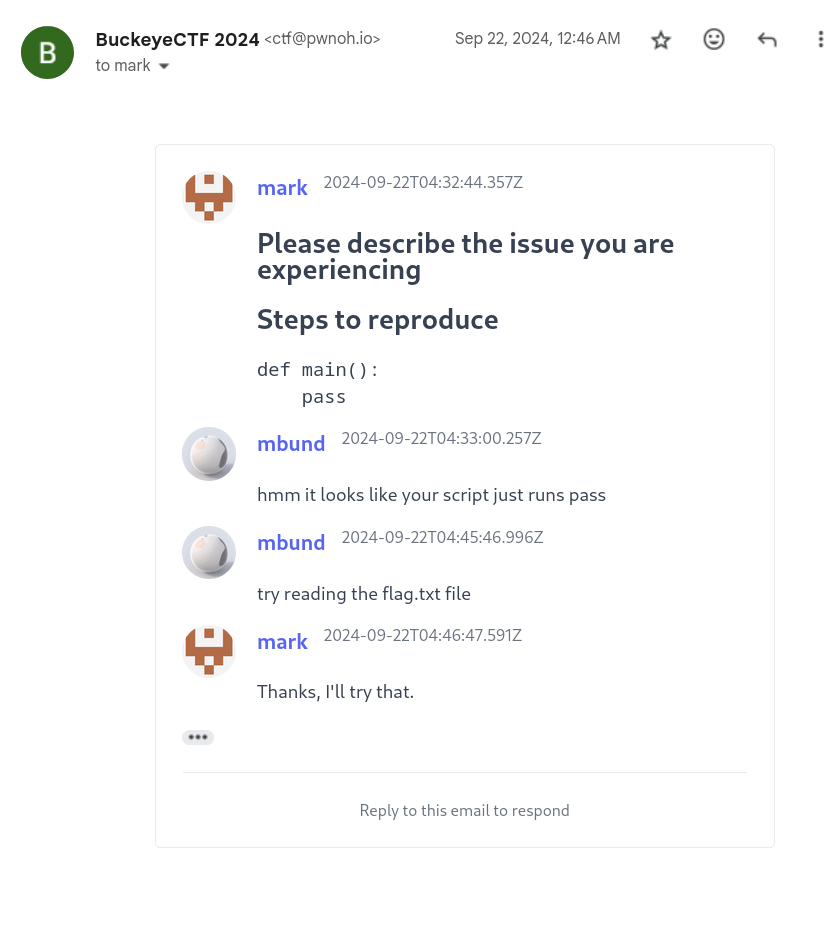 B
BuckeyeCTF 2024 <ctf@pwnoh.io> Sep 22, 2024, 12:46 AM
to mark
mark 2024-09-22T04:32:44.357Z
Please describe the issue you are
experiencing
Steps to reproduce
def main():
    pass
mbund 2024-09-22T04:33:00.257Z
hmm it looks like your script just runs pass
mbund 2024-09-22T04:45:46.996Z
try reading the flag.txt file
mark 2024-09-22T04:46:47.591Z
Thanks, I'll try that.
Reply to this email to respond